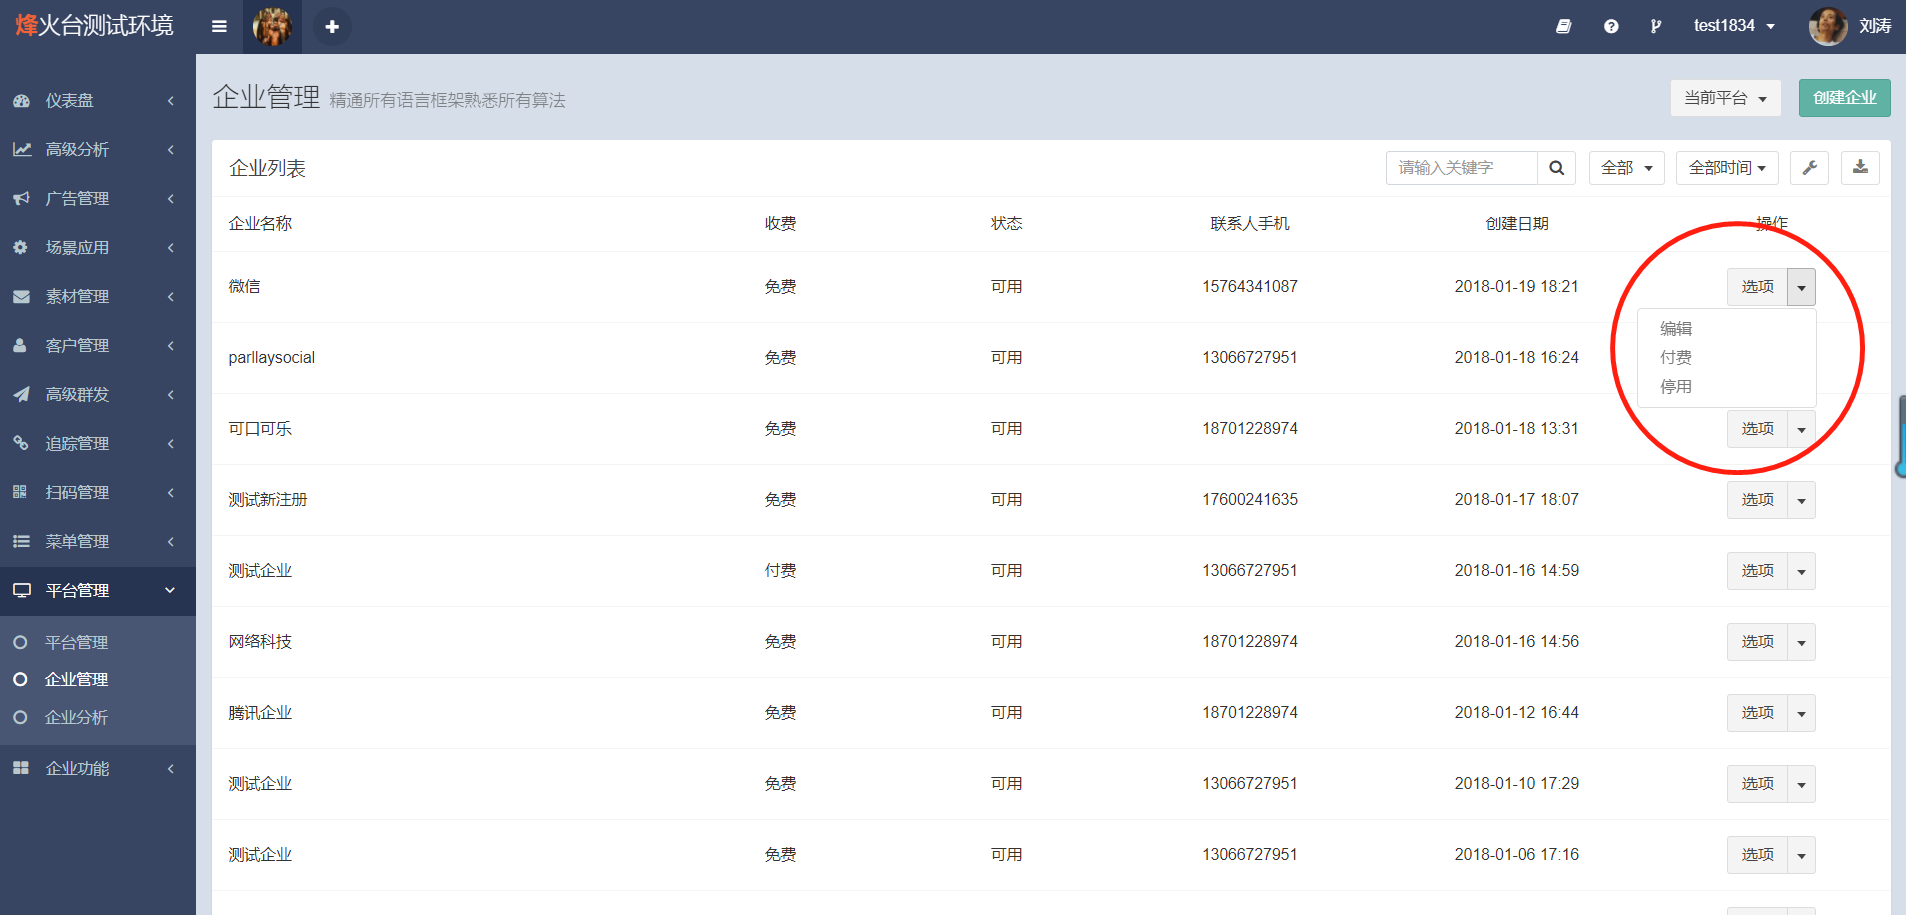 烽火台测试环境
test1834
刘涛
仪表盘
高级分析
广告管理
场景应用
素材管理
客户管理
高级群发
追踪管理
扫码管理
菜单管理
平台管理
平台管理
企业管理
企业分析
企业功能
企业管理 精通所有语言框架熟悉所有算法
当前平台
创建企业
企业列表
请输入关键字
全部
全部时间
企业名称 收费 状态 联系人手机 创建日期 操作
微信 免费 可用 15764341087 2018-01-19 18:21 选项
编辑
付费
停用
parllaysocial 免费 可用 13066727951 2018-01-18 16:24
可口可乐 免费 可用 18701228974 2018-01-18 13:31 选项
测试新注册 免费 可用 17600241635 2018-01-17 18:07 选项
测试企业 付费 可用 13066727951 2018-01-16 14:59 选项
网络科技 免费 可用 18701228974 2018-01-16 14:56 选项
腾讯企业 免费 可用 18701228974 2018-01-12 16:44 选项
测试企业 免费 可用 13066727951 2018-01-10 17:29 选项
测试企业 免费 可用 13066727951 2018-01-06 17:16 选项